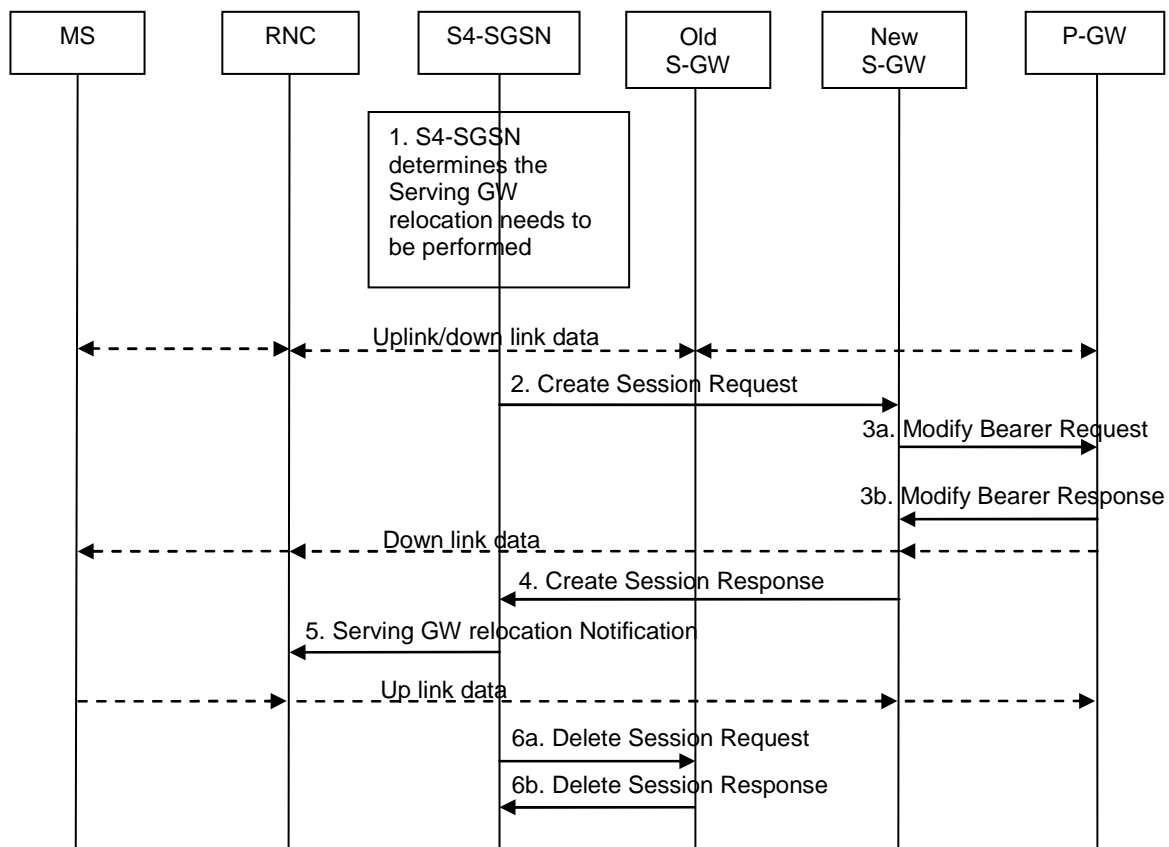 MS
RNC
S4-SGSN
Old
S-GW
New
S-GW
P-GW
1. S4-SGSN
determines the
Serving GW
relocation needs to
be performed
Uplink/down link data
2. Create Session Request
3a. Modify Bearer Request
3b. Modify Bearer Response
Down link data
4. Create Session Response
5. Serving GW relocation Notification
Up link data
6a. Delete Session Request
6b. Delete Session Response